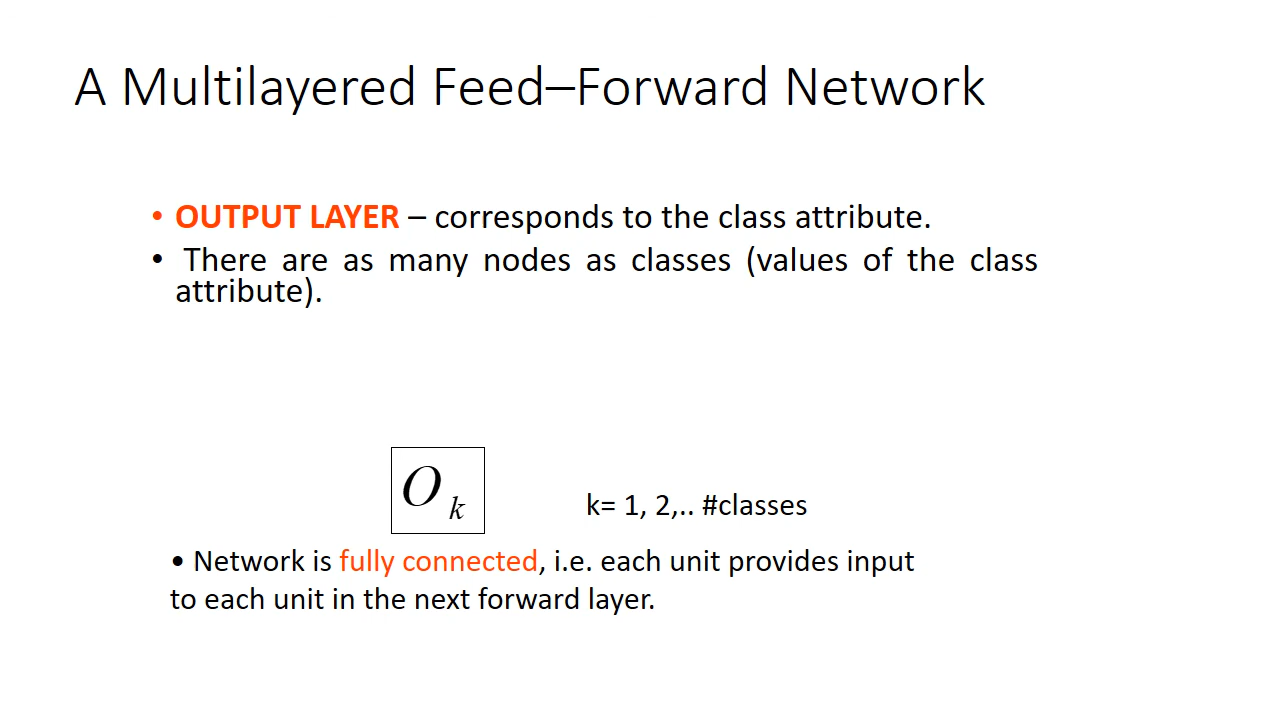 A Multilayered Feed–Forward Network
• OUTPUT LAYER – corresponds to the class attribute.
• There are as many nodes as classes (values of the class
attribute).
O k
k= 1, 2,.. #classes
• Network is fully connected, i.e. each unit provides input
to each unit in the next forward layer.